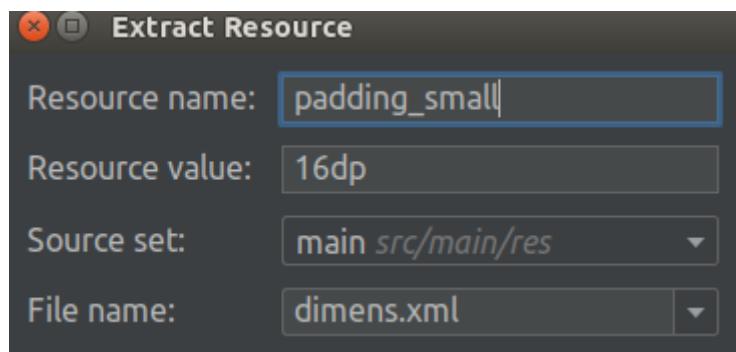 Extract Resource
Resource name: padding_small
Resource value: 16dp
Source set: main src/main/res
File name: dimens.xml